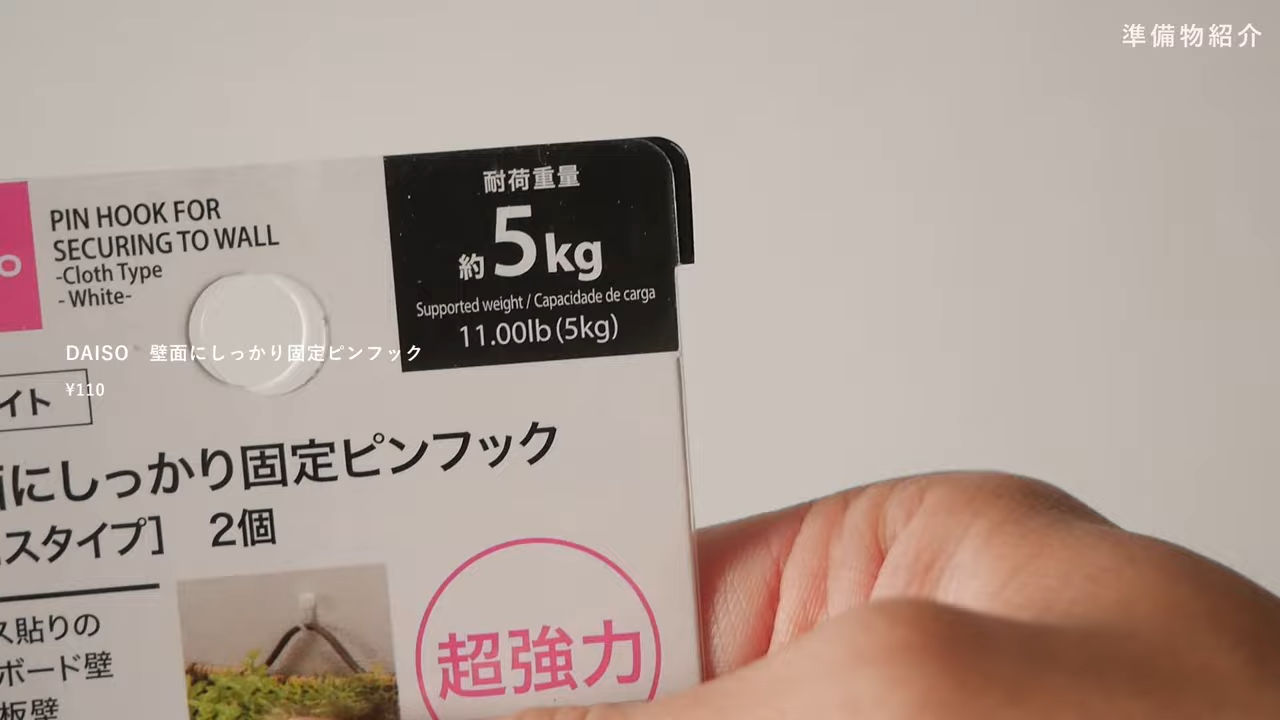 準備物紹介
PIN HOOK FOR
SECURING TO WALL
-Cloth Type
- White-
耐荷重量
約5kg
Supported weight / Capacidade de carga
11.00lb (5kg)
DAISO 壁面にしっかり固定ピンフック
¥110
イト
面にしっかり固定ピンフック
スタイプ] 2個
ス貼りの
ボード壁
板壁
超強力